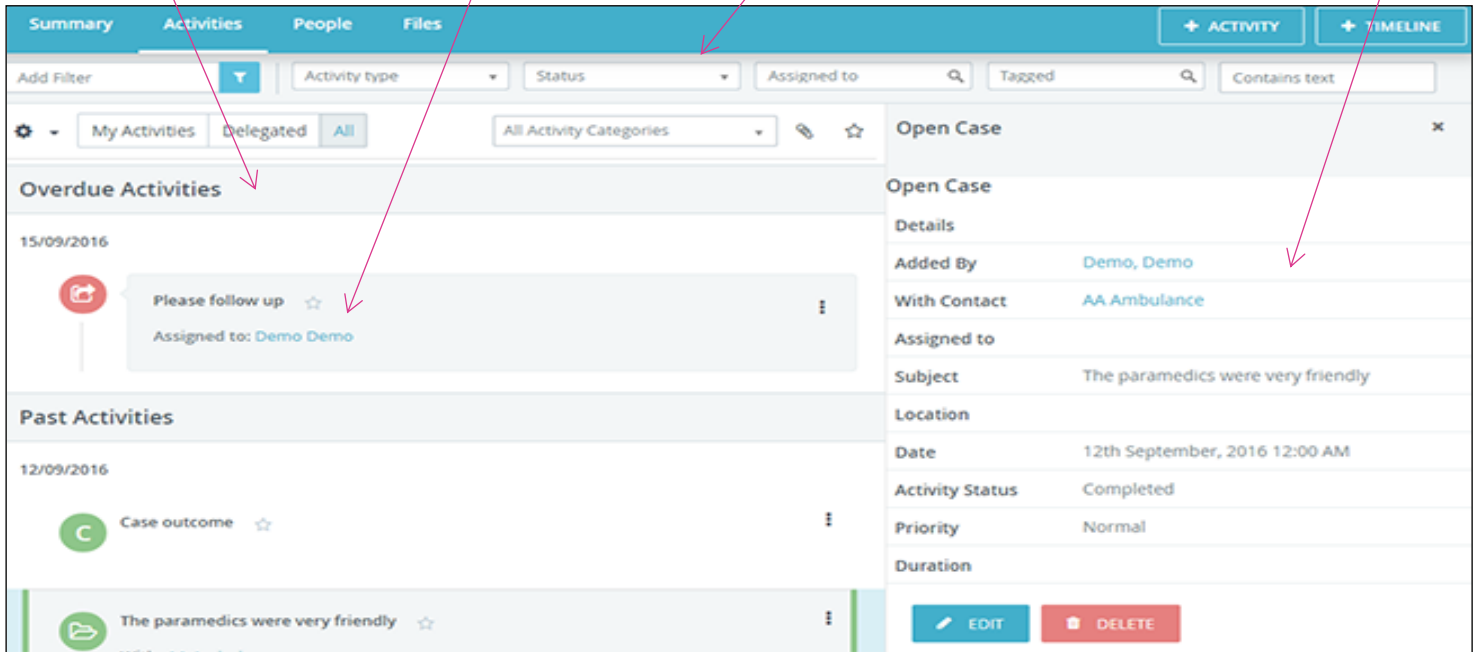 Summary Activities People Files + ACTIVITY + TIMELINE
Add Filter Activity type Status Assigned to Tagged Contains text
My Activities Delegated All All Activity Categories
Overdue Activities
15/09/2016
Please follow up
Assigned to: Demo Demo
Past Activities
12/09/2016
C Case outcome
The paramedics were very friendly
Open Case
Open Case
Details
Added By Demo, Demo
With Contact AA Ambulance
Assigned to
Subject The paramedics were very friendly
Location
Date 12th September, 2016 12:00 AM
Activity Status Completed
Priority Normal
Duration
EDIT DELETE